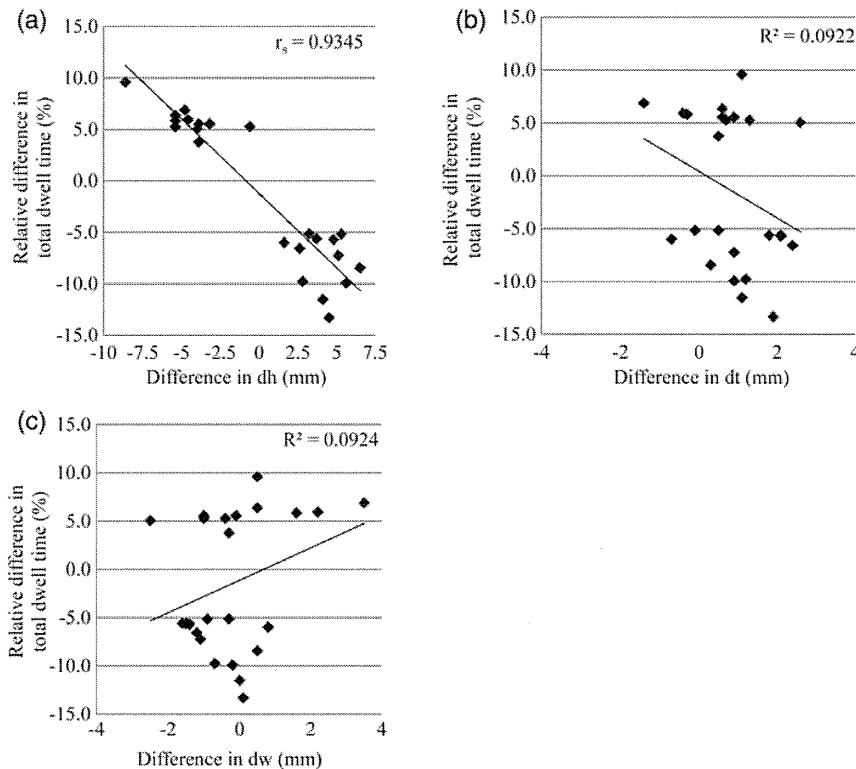 (a)
r_s = 0.9345
15.0
10.0
5.0
0.0
-5.0
-10.0
-15.0
Relative difference in
total dwell time (%)
-10 -7.5 -5 -2.5 0 2.5 5 7.5
Difference in dh (mm)
(b)
R² = 0.0922
15.0
10.0
5.0
0.0
-5.0
-10.0
-15.0
Relative difference in
total dwell time (%)
-4 -2 0 2 4
Difference in dt (mm)
(c)
R² = 0.0924
15.0
10.0
5.0
0.0
-5.0
-10.0
-15.0
Relative difference in
total dwell time (%)
-4 -2 0 2 4
Difference in dw (mm)